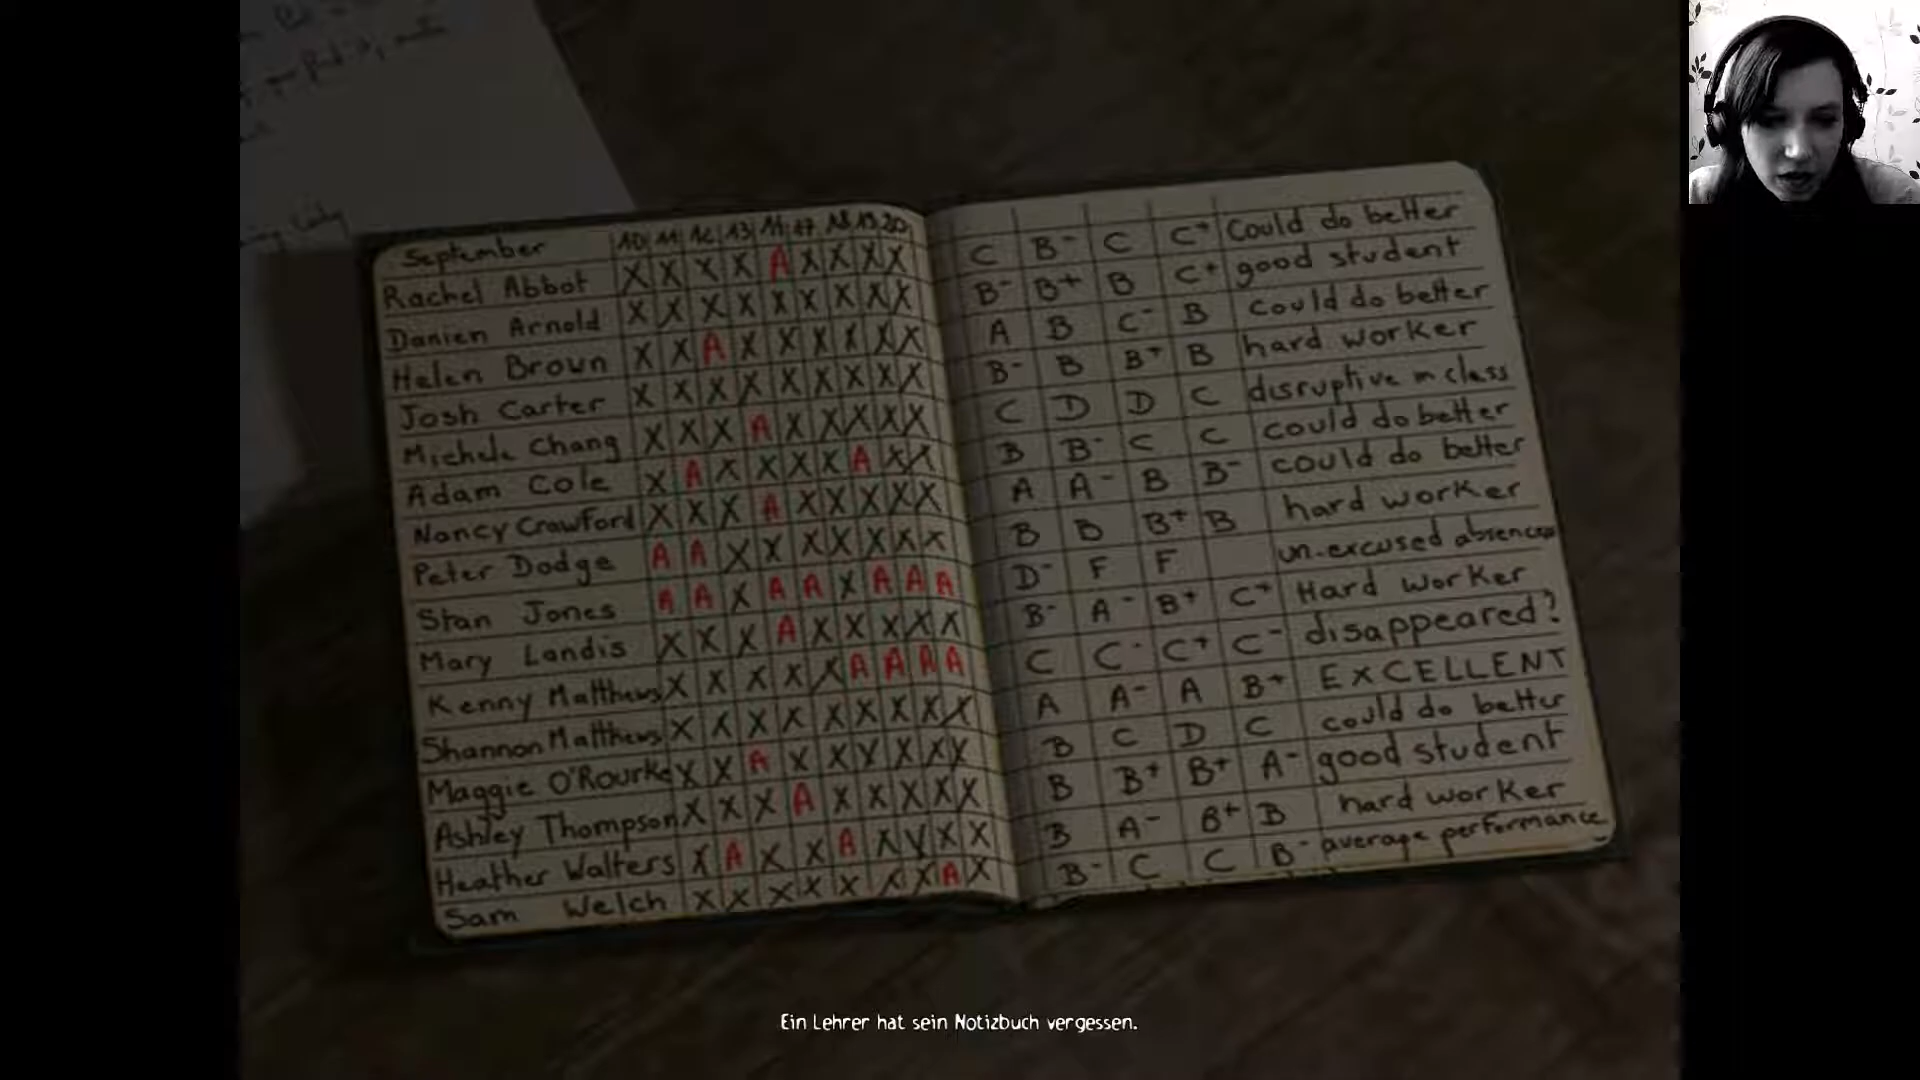 September 10 11 12 13 14 17 18 19 20
Rachel Abbot X X X X A X X X X C B- C C+ Could do better
Danien Arnold X X X X X X X X X B- B+ B C+ good student
Helen Brown X X A X X X X X X A B C- B could do better
Josh Carter X X X X X X X X X B- B B+ B hard worker
Michele Chang X X X A X X X X X C D D C disruptive in class
Adam Cole X A X X X X A X X B B- C C could do better
Nancy Crawford X X X A X X X X X A A- B B- could do better
Peter Dodge A A X X X X X X X B B B+ B hard worker
Stan Jones A A X A A X A A A D- F F un-excused absences
Mary Landis X X X A X X X X X B- A- B+ C+ Hard worker
Kenny Matthews X X X X X A A A A C C- C+ C- disappeared?
Shannon Matthews X X X X X X X X X A A- A B+ EXCELLENT
Maggie O'Rourke X X A X X X X X X B C D C could do better
Ashley Thompson X X X A X X X X X B B+ B+ A- good student
Heather Walters X A X X A X X X X B A- B+ B hard worker
Sam Welch X X X X X X X A X B- C C B- average performance
Ein Lehrer hat sein Notizbuch vergessen.